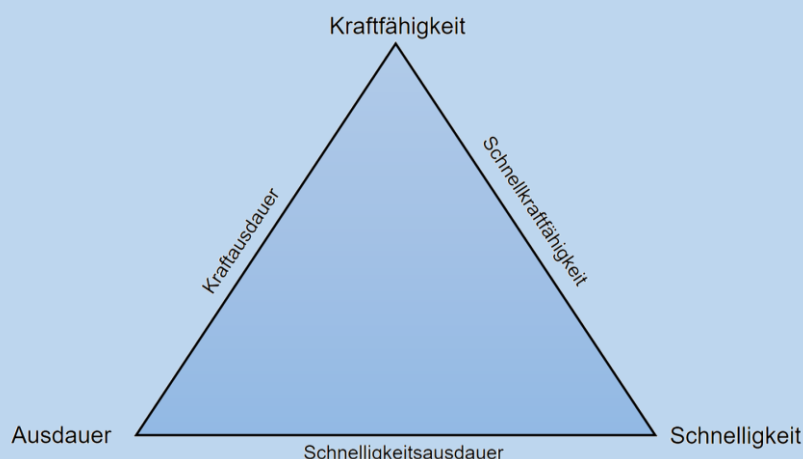 Kraftfähigkeit
Kraftausdauer
Schnellkraftfähigkeit
Ausdauer
Schnelligkeit
Schnelligkeitsausdauer